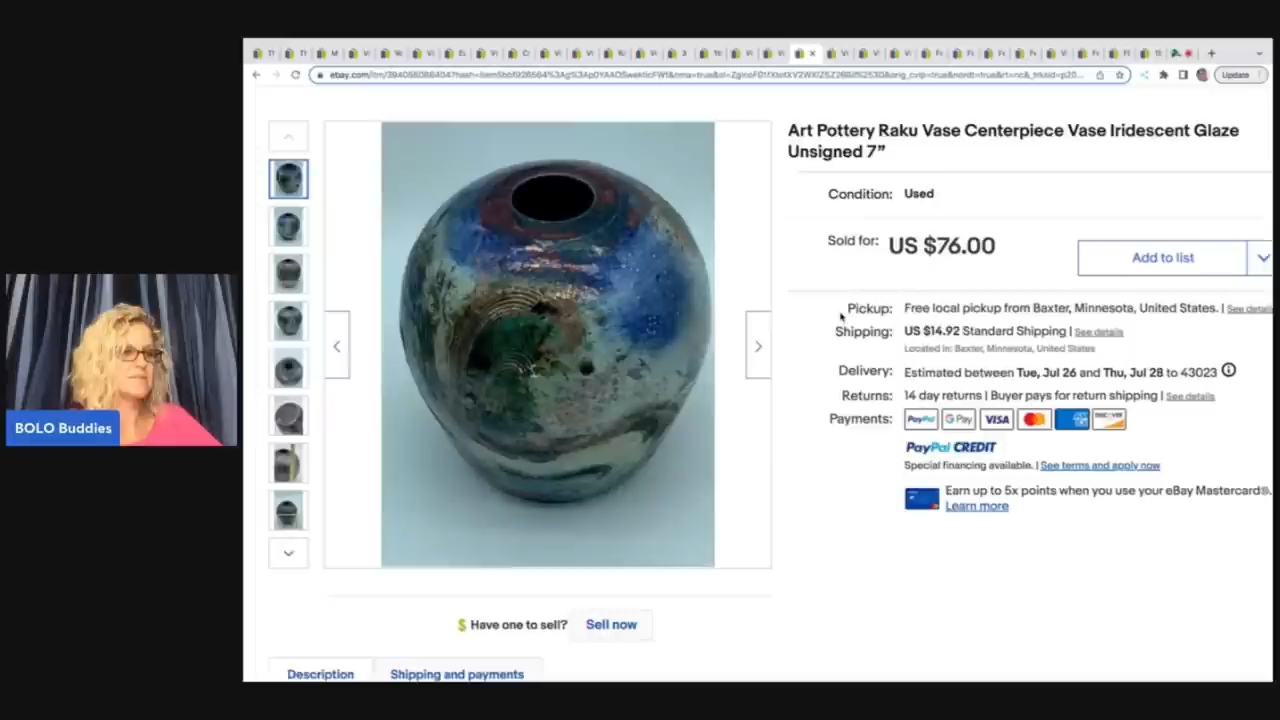 Update
Art Pottery Raku Vase Centerpiece Vase Iridescent Glaze
Unsigned 7”
Condition: Used
Sold for: US $76.00
Add to list
Pickup: Free local pickup from Baxter, Minnesota, United States. | See details
Shipping: US $14.92 Standard Shipping | See details
Located in: Baxter, Minnesota, United States
Delivery: Estimated between Tue, Jul 26 and Thu, Jul 28 to 43023
Returns: 14 day returns | Buyer pays for return shipping | See details
Payments: PayPal G Pay VISA DISCOVER
PayPal CREDIT
Special financing available. | See terms and apply now
Earn up to 5x points when you use your eBay Mastercard®.
Learn more
BOLO Buddies
Have one to sell? Sell now
Description Shipping and payments